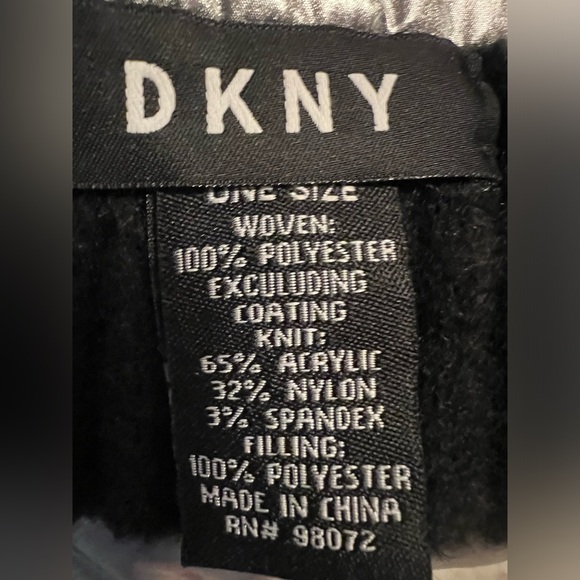 DKNY
ONE SIZE
WOVEN:
100% POLYESTER
EXCULUDING
COATING
KNIT:
65% ACRYLIC
32% NYLON
3% SPANDEX
FILLING:
100% POLYESTER
MADE IN CHINA
RN# 98072